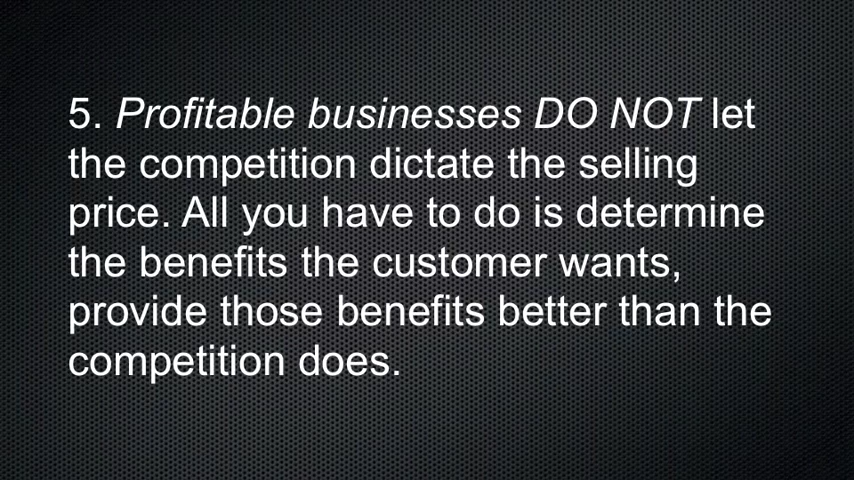 5. Profitable businesses DO NOT let
the competition dictate the selling
price. All you have to do is determine
the benefits the customer wants,
provide those benefits better than the
competition does.